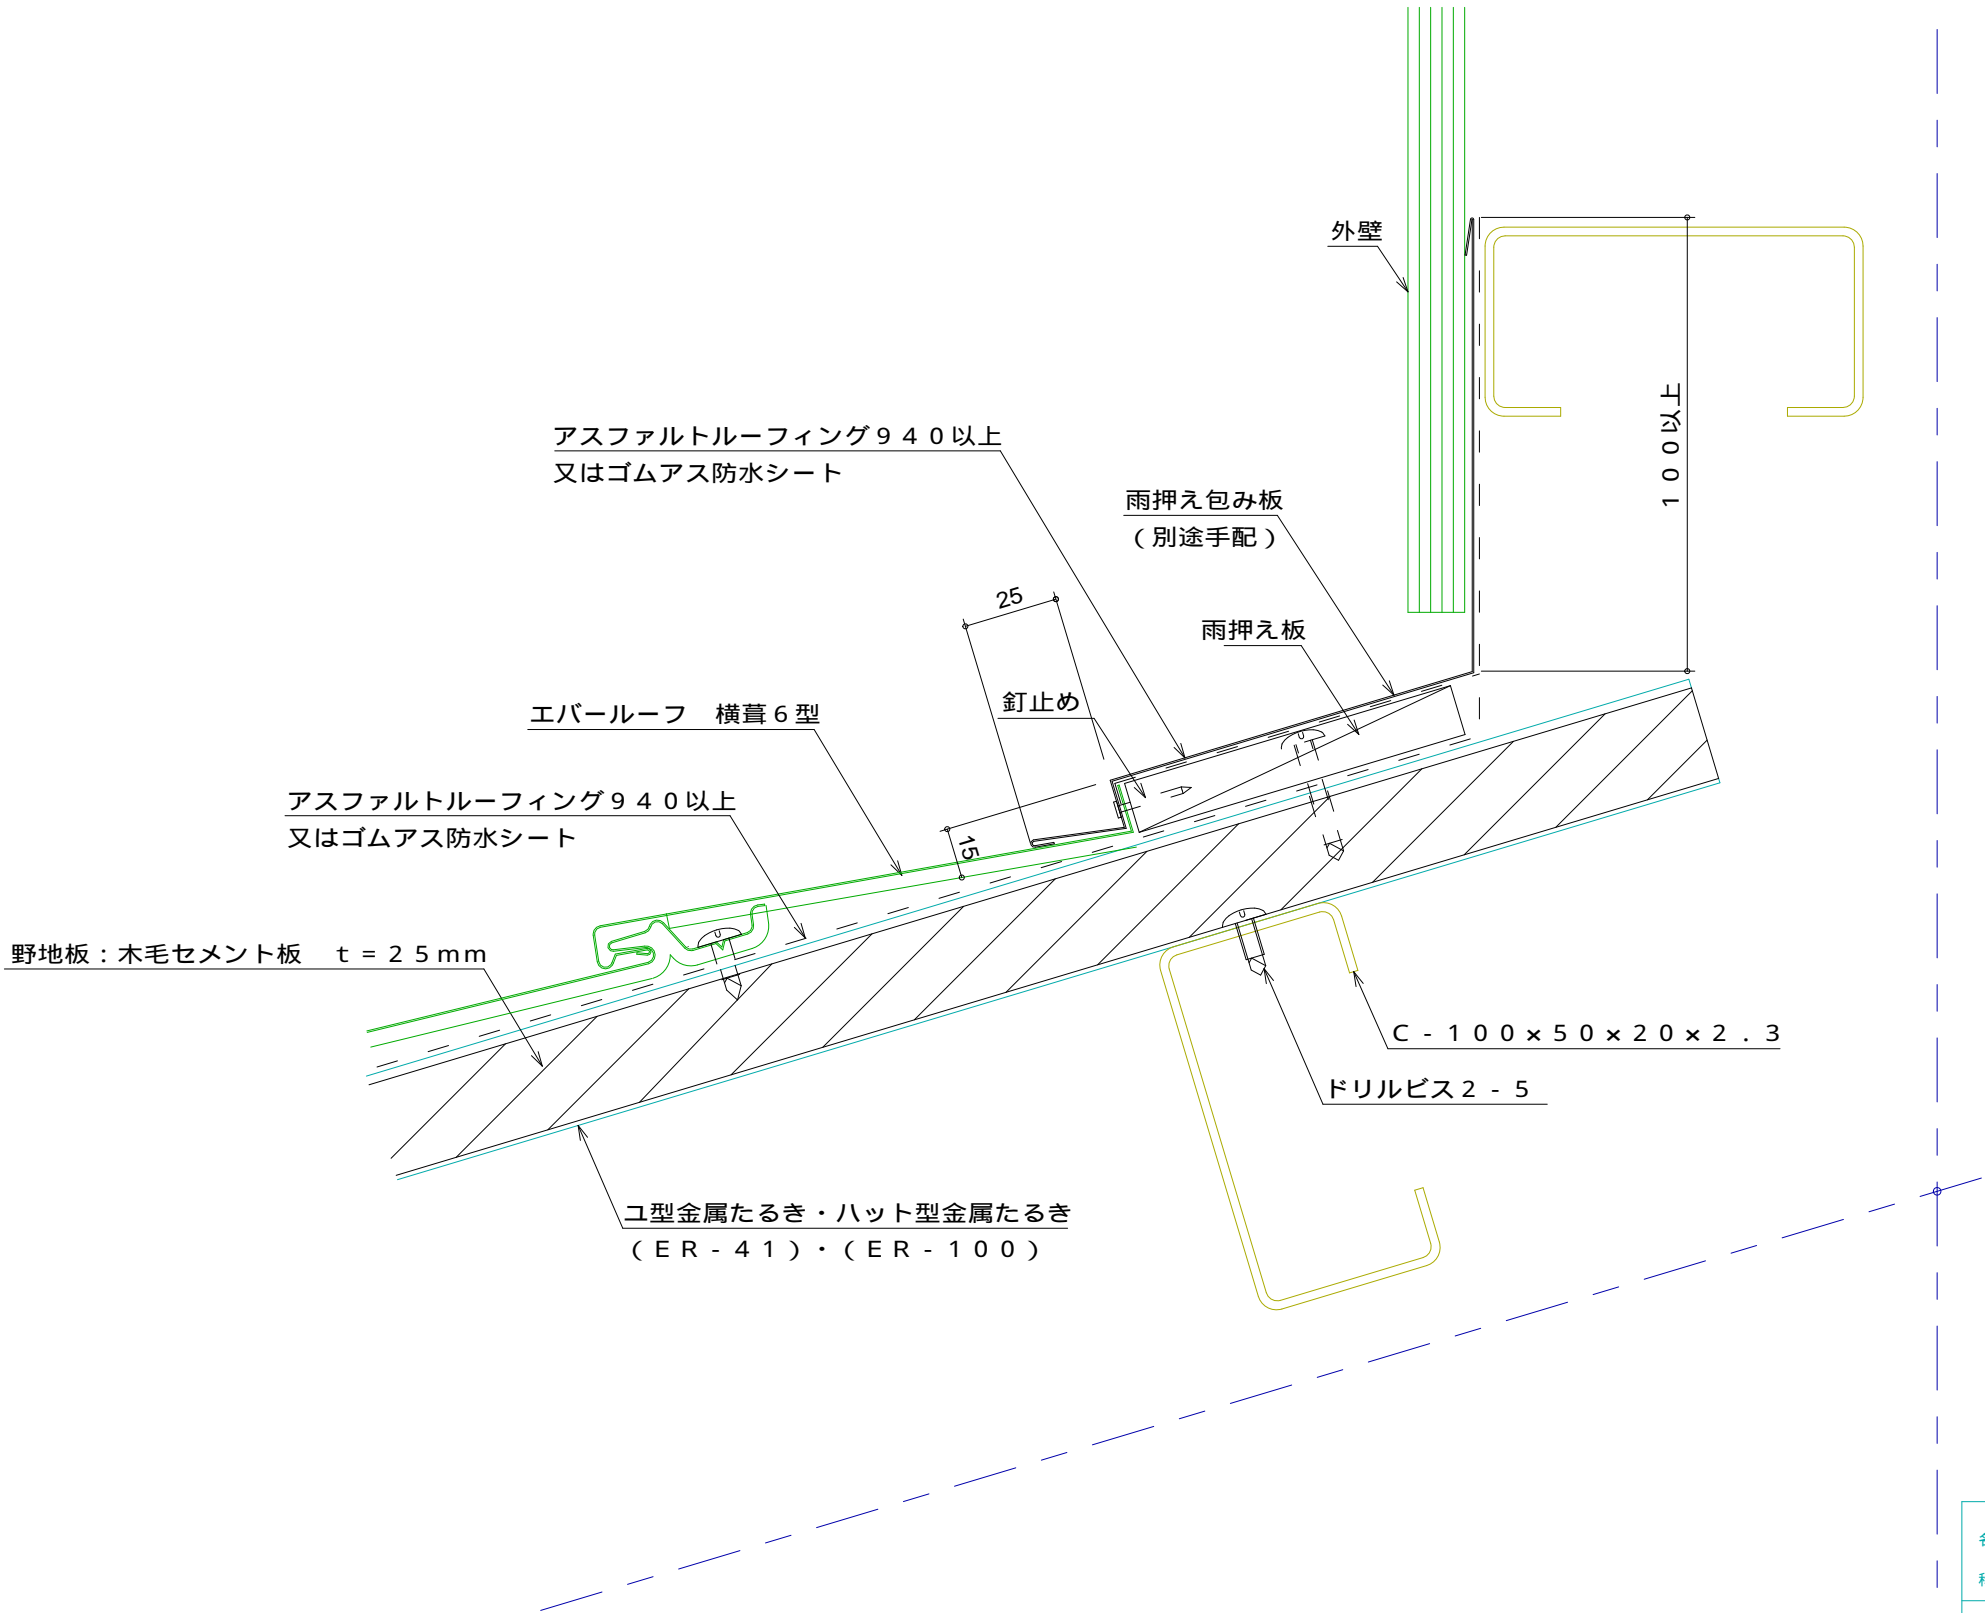 外壁
100以上
アスファルトルーフィング940以上
又はゴムアス防水シート
雨押え包み板
(別途手配)
25
雨押え板
釘止め
エバールーフ 横葺6型
アスファルトルーフィング940以上
又はゴムアス防水シート
15
野地板:木毛セメント板 t=25mm
C-100×50×20×2.3
ドリルビス2-5
ユ型金属たるき・ハット型金属たるき
(ER-41)・(ER-100)